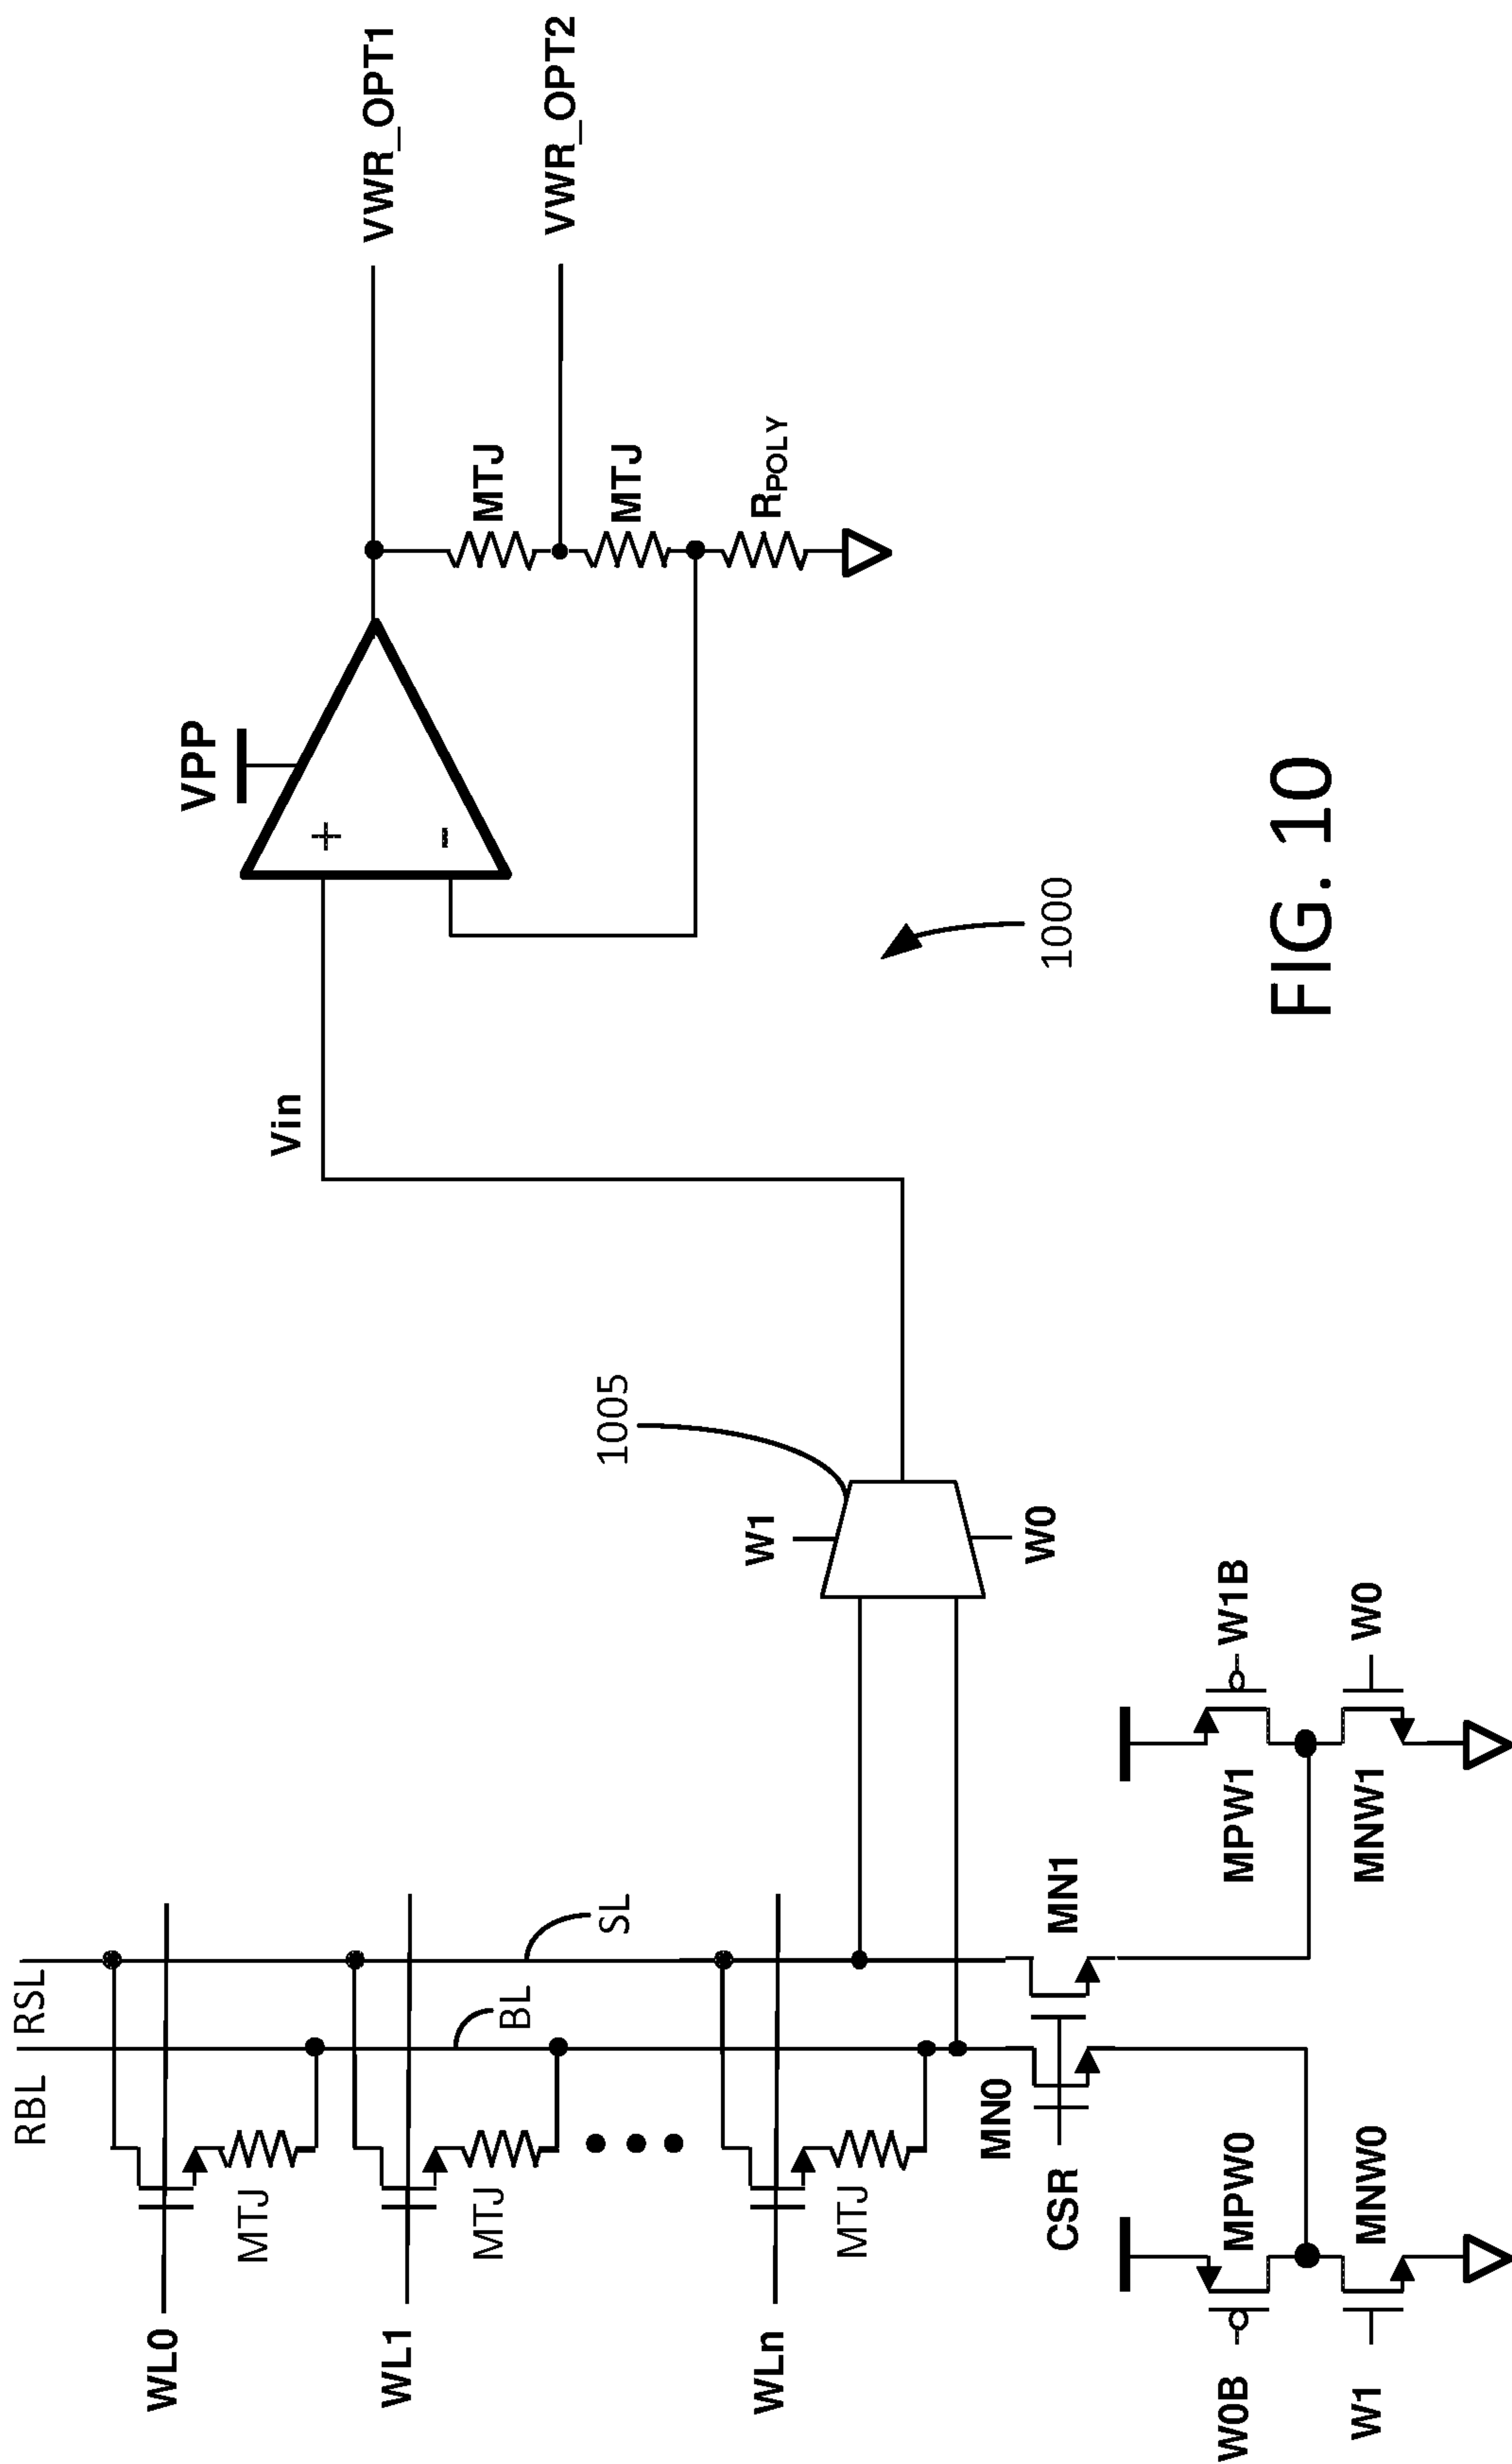 RBL
RSL
WL0
MTJ
WL1
MTJ
BL
SL
WLn
MTJ
CSR
MN0
MN1
W0B
MPW0
W1
MNW0
MPW1
W1B
MNW1
W0
W1
W0
1005
Vin
VPP
+
-
VWR_OPT1
MTJ
VWR_OPT2
MTJ
RPOLY
1000
FIG. 10